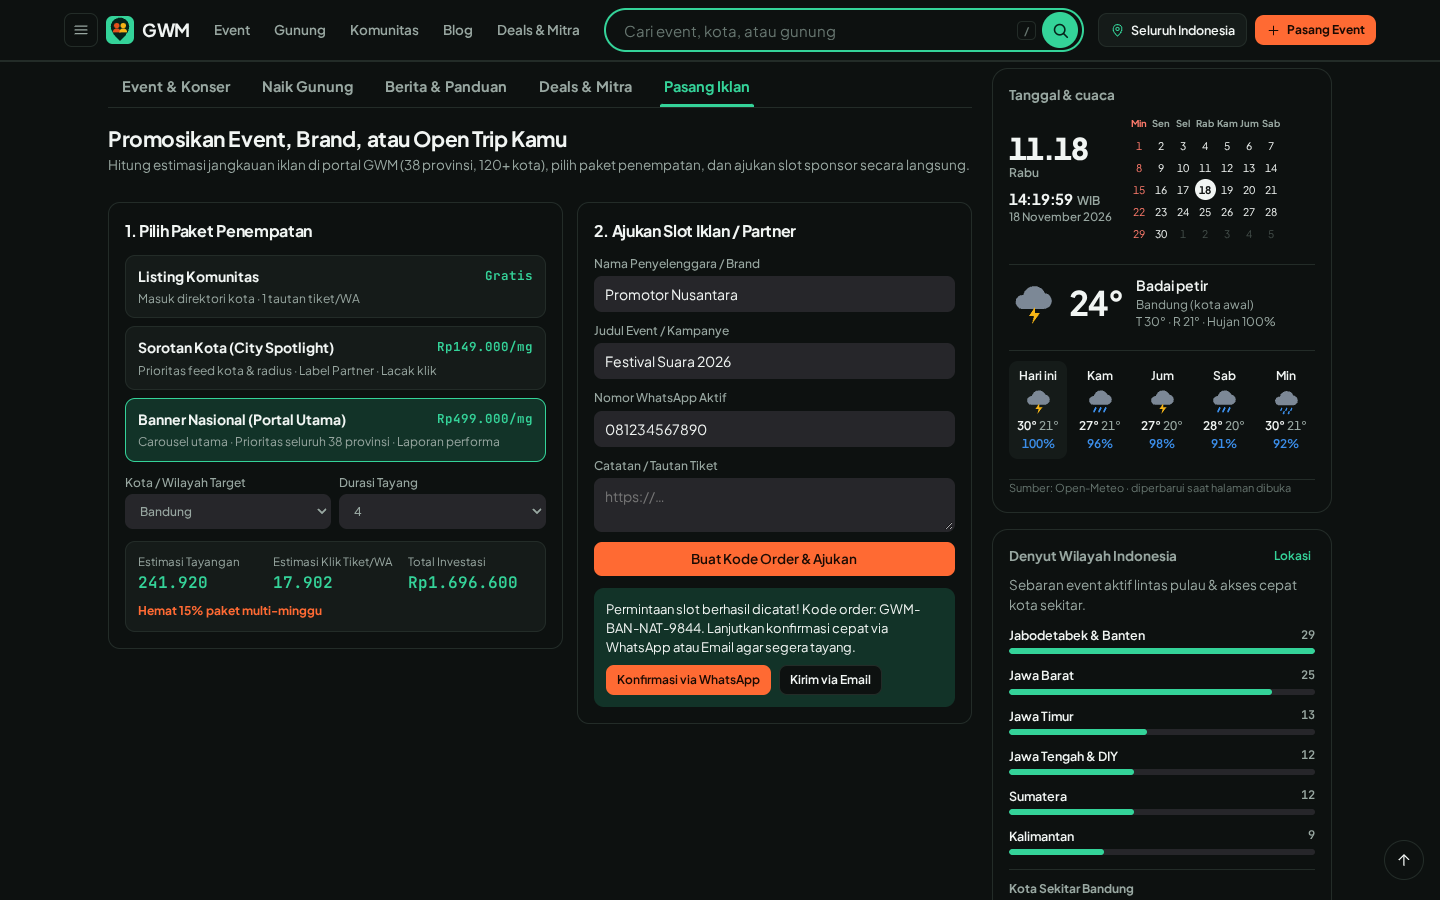 GWM
Event
Gunung
Komunitas
Blog
Deals & Mitra
Cari event, kota, atau gunung
/
Seluruh Indonesia
Pasang Event
Event & Konser
Naik Gunung
Berita & Panduan
Deals & Mitra
Pasang Iklan
Promosikan Event, Brand, atau Open Trip Kamu
Hitung estimasi jangkauan iklan di portal GWM (38 provinsi, 120+ kota), pilih paket penempatan, dan ajukan slot sponsor secara langsung.
1. Pilih Paket Penempatan
Listing Komunitas
Gratis
Masuk direktori kota · 1 tautan tiket/WA
Sorotan Kota (City Spotlight)
Rp149.000/mg
Prioritas feed kota & radius · Label Partner · Lacak klik
Banner Nasional (Portal Utama)
Rp499.000/mg
Carousel utama · Prioritas seluruh 38 provinsi · Laporan performa
Kota / Wilayah Target
Durasi Tayang
Bandung
4
Estimasi Tayangan
Estimasi Klik Tiket/WA
Total Investasi
241.920
17.902
Rp1.696.600
Hemat 15% paket multi-minggu
2. Ajukan Slot Iklan / Partner
Nama Penyelenggara / Brand
Promotor Nusantara
Judul Event / Kampanye
Festival Suara 2026
Nomor WhatsApp Aktif
081234567890
Catatan / Tautan Tiket
https://…
Buat Kode Order & Ajukan
Permintaan slot berhasil dicatat! Kode order: GWM-
BAN-NAT-9844. Lanjutkan konfirmasi cepat via
WhatsApp atau Email agar segera tayang.
Konfirmasi via WhatsApp
Kirim via Email
Tanggal & cuaca
11.18
Rabu
14:19:59 WIB
18 November 2026
Min Sen Sel Rab Kam Jum Sab
1 2 3 4 5 6 7
8 9 10 11 12 13 14
15 16 17 18 19 20 21
22 23 24 25 26 27 28
29 30 1 2 3 4 5
24°
Badai petir
Bandung (kota awal)
T 30° · R 21° · Hujan 100%
Hari ini Kam Jum Sab Min
30° 21° 27° 21° 27° 20° 28° 20° 30° 21°
100% 96% 98% 91% 92%
Sumber: Open-Meteo · diperbarui saat halaman dibuka
Denyut Wilayah Indonesia
Lokasi
Sebaran event aktif lintas pulau & akses cepat
kota sekitar.
Jabodetabek & Banten 29
Jawa Barat 25
Jawa Timur 13
Jawa Tengah & DIY 12
Sumatera 12
Kalimantan 9
Kota Sekitar Bandung